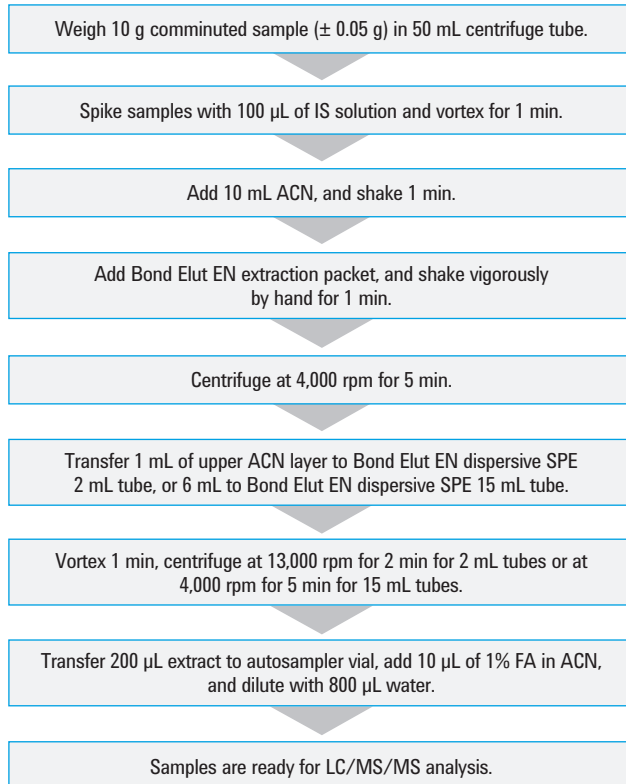 Weigh 10 g comminuted sample (± 0.05 g) in 50 mL centrifuge tube.
Spike samples with 100 µL of IS solution and vortex for 1 min.
Add 10 mL ACN, and shake 1 min.
Add Bond Elut EN extraction packet, and shake vigorously
by hand for 1 min.
Centrifuge at 4,000 rpm for 5 min.
Transfer 1 mL of upper ACN layer to Bond Elut EN dispersive SPE
2 mL tube, or 6 mL to Bond Elut EN dispersive SPE 15 mL tube.
Vortex 1 min, centrifuge at 13,000 rpm for 2 min for 2 mL tubes or at
4,000 rpm for 5 min for 15 mL tubes.
Transfer 200 µL extract to autosampler vial, add 10 µL of 1% FA in ACN,
and dilute with 800 µL water.
Samples are ready for LC/MS/MS analysis.